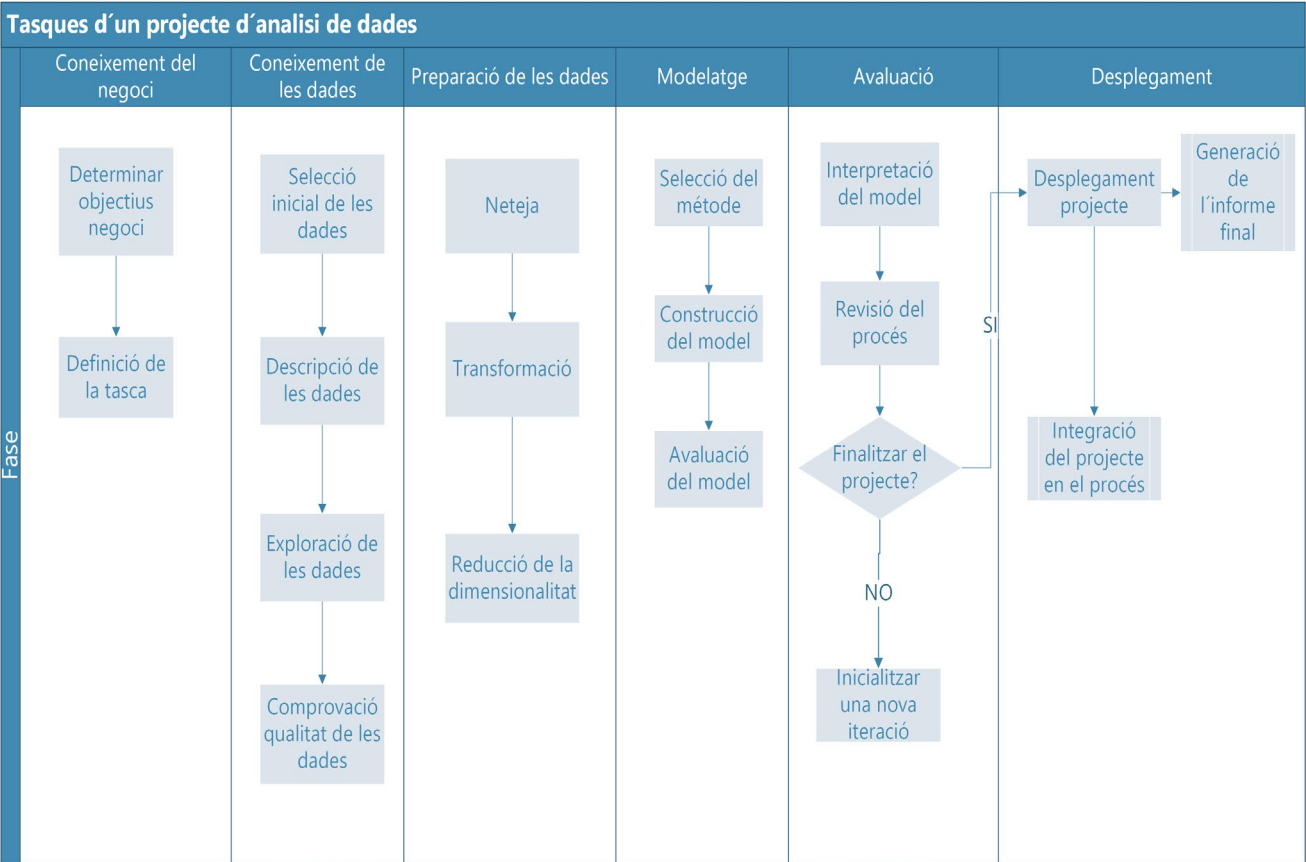 Tasques d´un projecte d´analisi de dades
Fase
Coneixement del
negoci
Coneixement de
les dades
Preparació de les dades
Modelatge
Avaluació
Desplegament
Determinar
objectius
negoci
Definició de
la tasca
Selecció
inicial de les
dades
Descripció de
les dades
Exploració de
les dades
Comprovació
qualitat de les
dades
Neteja
Transformació
Reducció de la
dimensionalitat
Selecció del
métode
Construcció
del model
Avaluació
del model
Interpretació
del model
Revisió del
procés
Finalitzar el
projecte?
SI
NO
Inicialitzar
una nova
iteració
Desplegament
projecte
Generació
de
l´informe
final
Integració
del projecte
en el procés